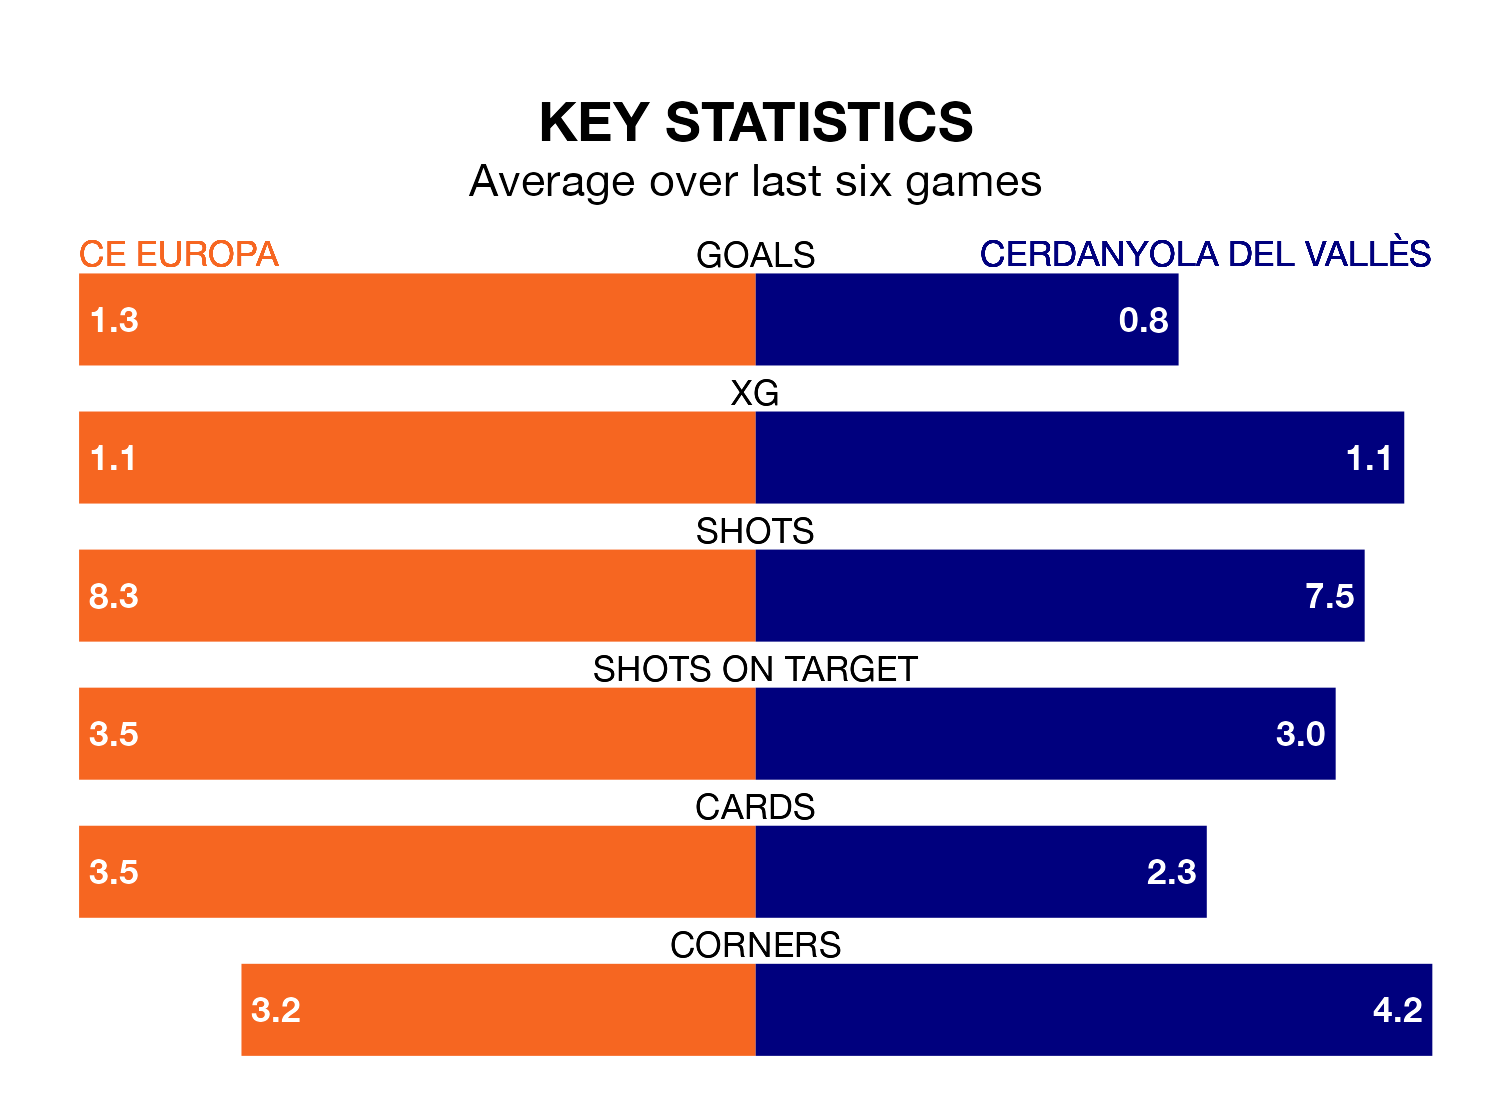 KEY STATISTICS
Average over last six games
CE EUROPA GOALS CERDANYOLA DEL VALLÈS
1.3 0.8
XG
1.1 1.1
SHOTS
8.3 7.5
SHOTS ON TARGET
3.5 3.0
CARDS
3.5 2.3
CORNERS
3.2 4.2